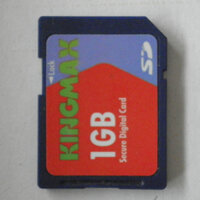 ◄Lock
SD
KINGMAX
1GB
Secure Digital Card